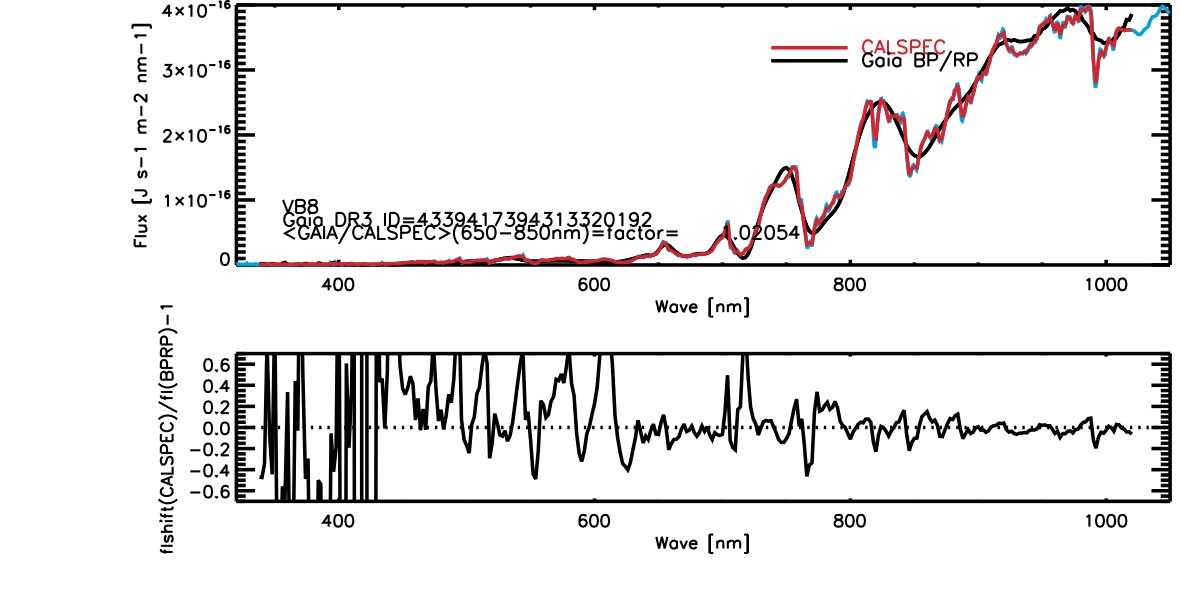 4×10⁻¹⁶
3×10⁻¹⁶
2×10⁻¹⁶
1×10⁻¹⁶
0
Flux [J s−1 m−2 nm−1]
CALSPEC
Gaia BP/RP
VB8
Gaia DR3 ID=4339417394313320192
<GAIA/CALSPEC>(650−850nm)=factor= 1.02054
400 600 800 1000
Wave [nm]
0.6
0.4
0.2
0.0
−0.2
−0.4
−0.6
flshift(CALSPEC)/fl(BPRP)−1
400 600 800 1000
Wave [nm]